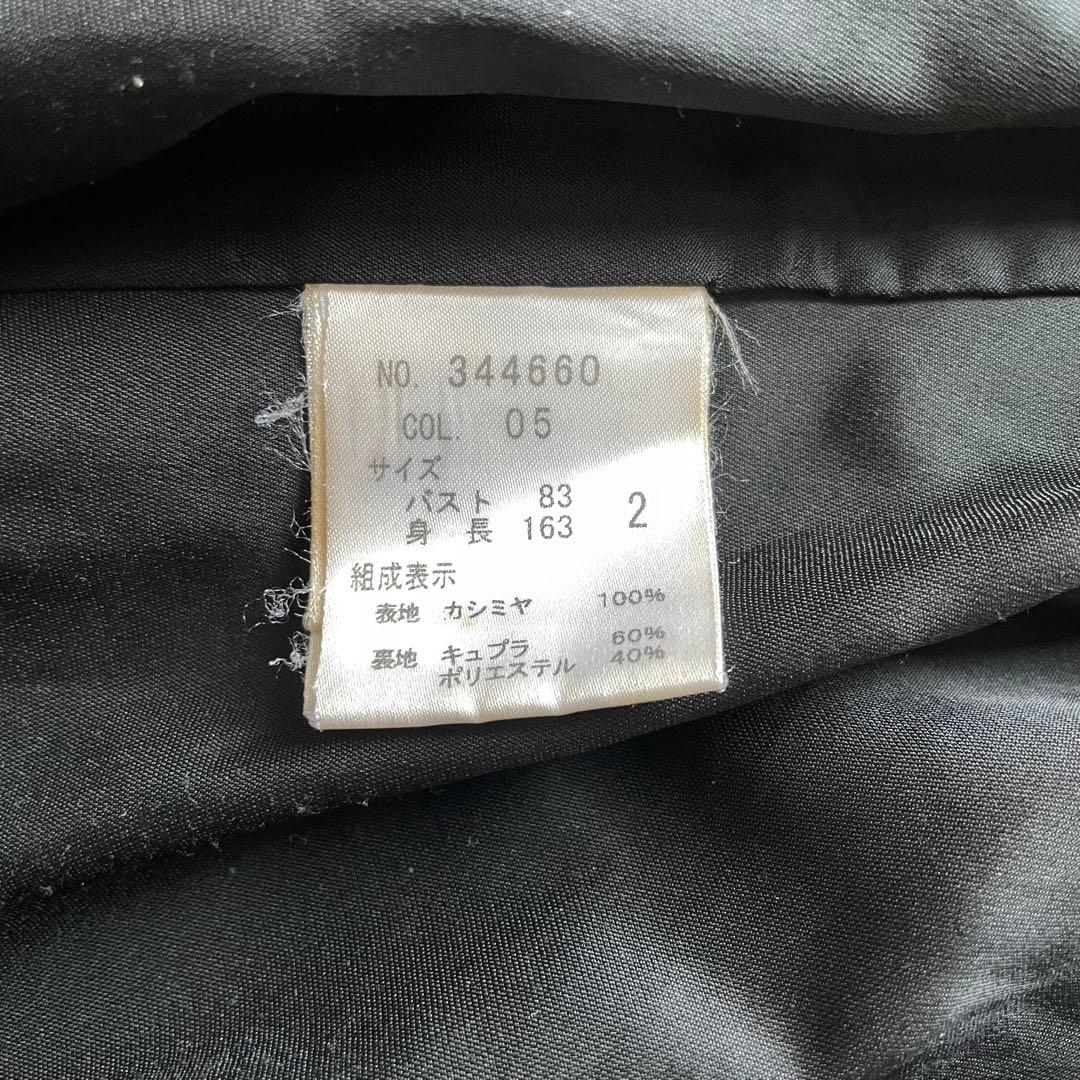 NO. 344660
COL. 05
サイズ
バスト 83
身長 163 2
組成表示
表地 カシミヤ 100%
裏地 キュプラ 60%
ポリエステル 40%